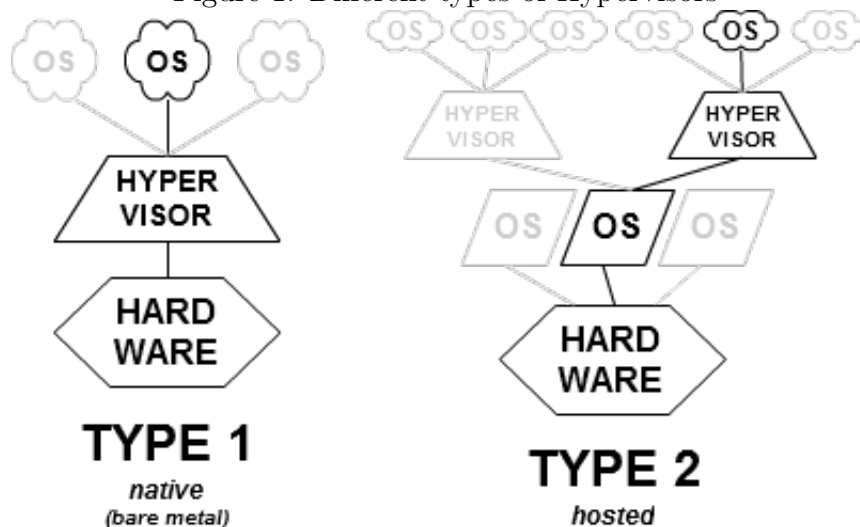 Figure Different types of Hypervisors
OS OS OS
HYPER
VISOR
HARD
WARE
TYPE 1
native
(bare metal)
OS OS OS OS OS OS
HYPER
VISOR
HYPER
VISOR
OS OS OS
HARD
WARE
TYPE 2
hosted